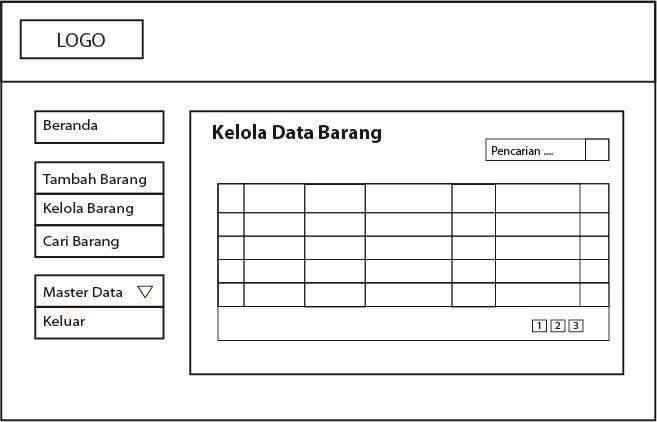 LOGO
Beranda
Tambah Barang
Kelola Barang
Cari Barang
Master Data
Keluar
Kelola Data Barang
Pencarian ....
1 2 3